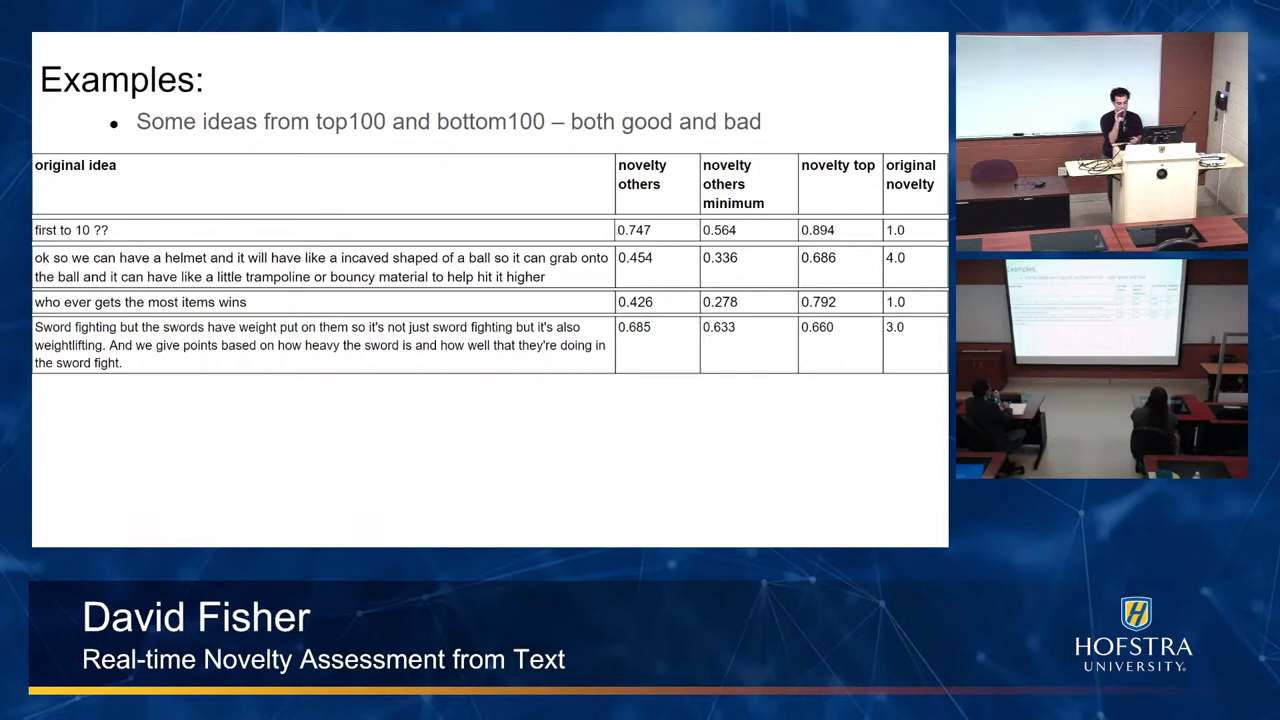 Examples:
● Some ideas from top100 and bottom100 – both good and bad
original idea novelty others novelty others minimum novelty top original novelty
first to 10 ?? 0.747 0.564 0.894 1.0
ok so we can have a helmet and it will have like a incaved shaped of a ball so it can grab onto 0.454 0.336 0.686 4.0
the ball and it can have like a little trampoline or bouncy material to help hit it higher
who ever gets the most items wins 0.426 0.278 0.792 1.0
Sword fighting but the swords have weight put on them so it's not just sword fighting but it's also 0.685 0.633 0.660 3.0
weightlifting. And we give points based on how heavy the sword is and how well that they're doing in
the sword fight.
Examples:
David Fisher
Real-time Novelty Assessment from Text
H
HOFSTRA
UNIVERSITY®